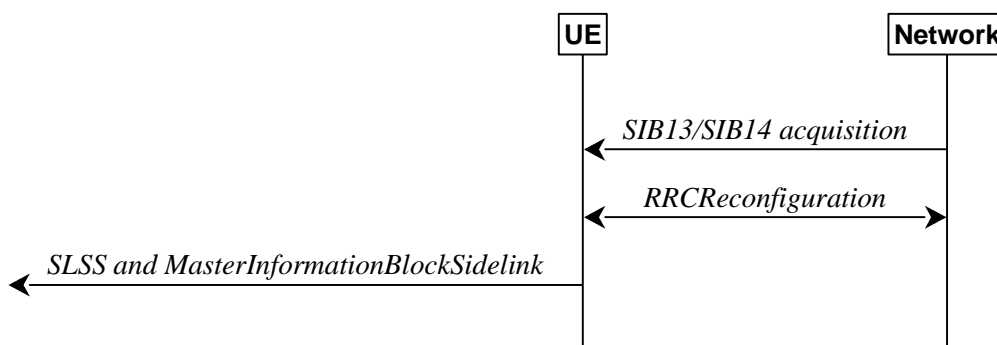 UE
Network
SIB13/SIB14 acquisition
RRCReconfiguration
SLSS and MasterInformationBlockSidelink